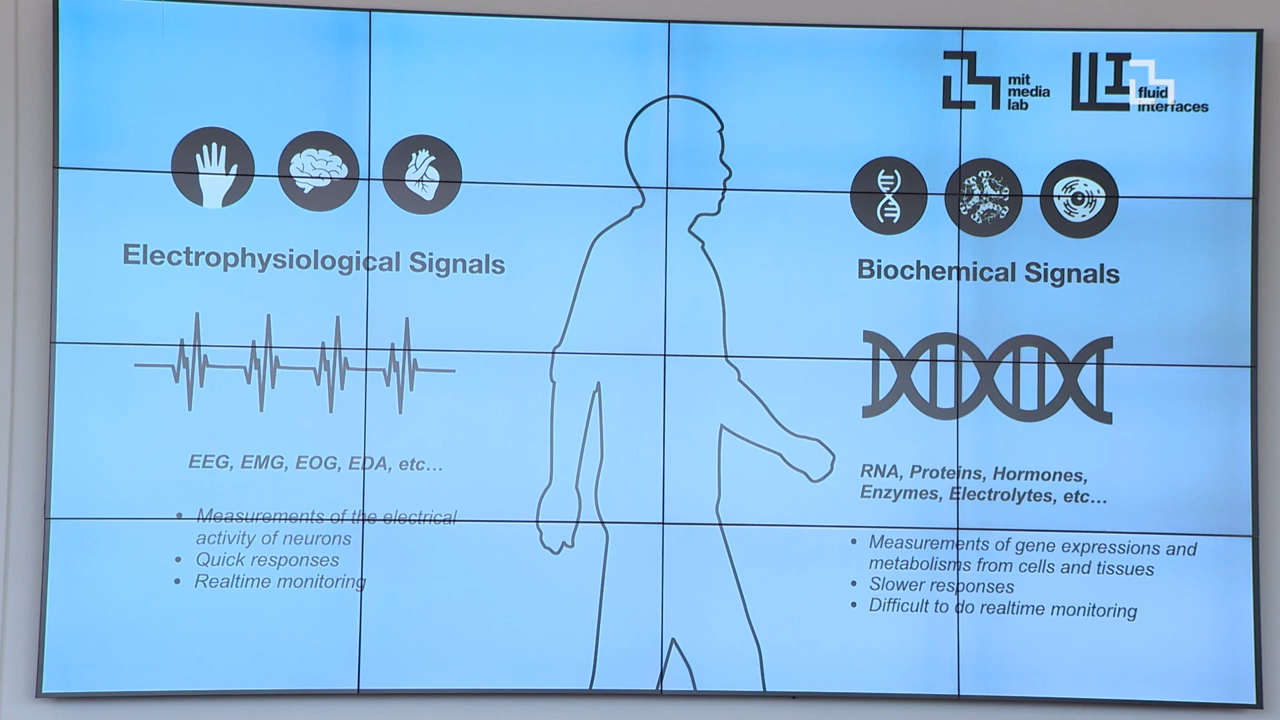 mit
media
lab
fluid
interfaces
Electrophysiological Signals
EEG, EMG, EOG, EDA, etc...
• Measurements of the electrical
activity of neurons
• Quick responses
• Realtime monitoring
Biochemical Signals
RNA, Proteins, Hormones,
Enzymes, Electrolytes, etc...
• Measurements of gene expressions and
metabolisms from cells and tissues
• Slower responses
• Difficult to do realtime monitoring